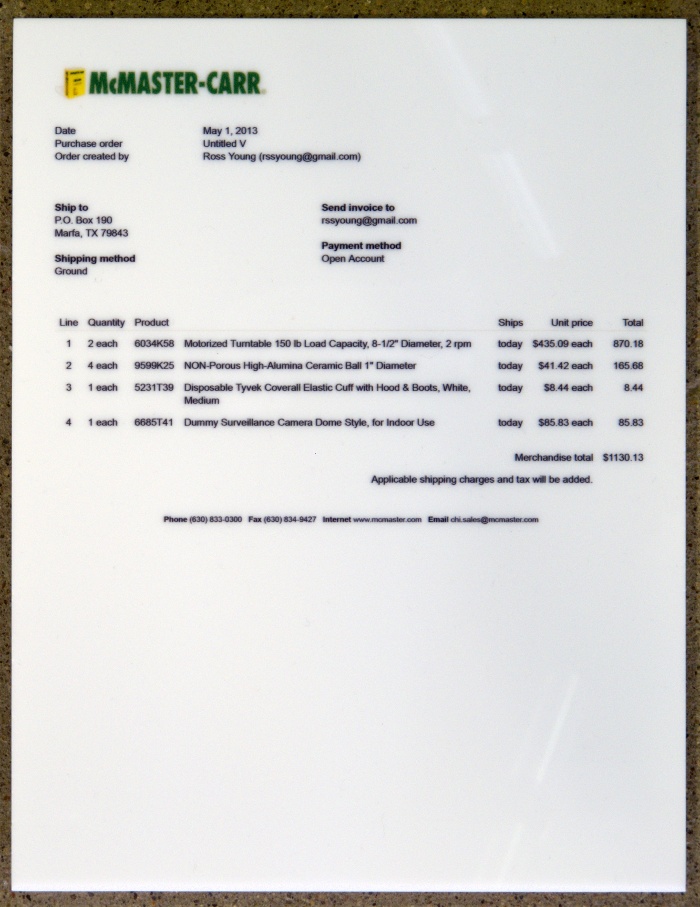 McMASTER-CARR
Date May 1, 2013
Purchase order Untitled V
Order created by Ross Young (rssyoung@gmail.com)
Ship to
P.O. Box 190
Marfa, TX 79843
Shipping method
Ground
Send invoice to
rssyoung@gmail.com
Payment method
Open Account
Line Quantity Product Ships Unit price Total
1 2 each 6034K58 Motorized Turntable 150 lb Load Capacity, 8-1/2" Diameter, 2 rpm today $435.09 each 870.18
2 4 each 9599K25 NON-Porous High-Alumina Ceramic Ball 1" Diameter today $41.42 each 165.68
3 1 each 5231T39 Disposable Tyvek Coverall Elastic Cuff with Hood & Boots, White, today $8.44 each 8.44
Medium
4 1 each 6685T41 Dummy Surveillance Camera Dome Style, for Indoor Use today $85.83 each 85.83
Merchandise total $1130.13
Applicable shipping charges and tax will be added.
Phone (630) 833-0300 Fax (630) 834-9427 Internet www.mcmaster.com Email chi.sales@mcmaster.com